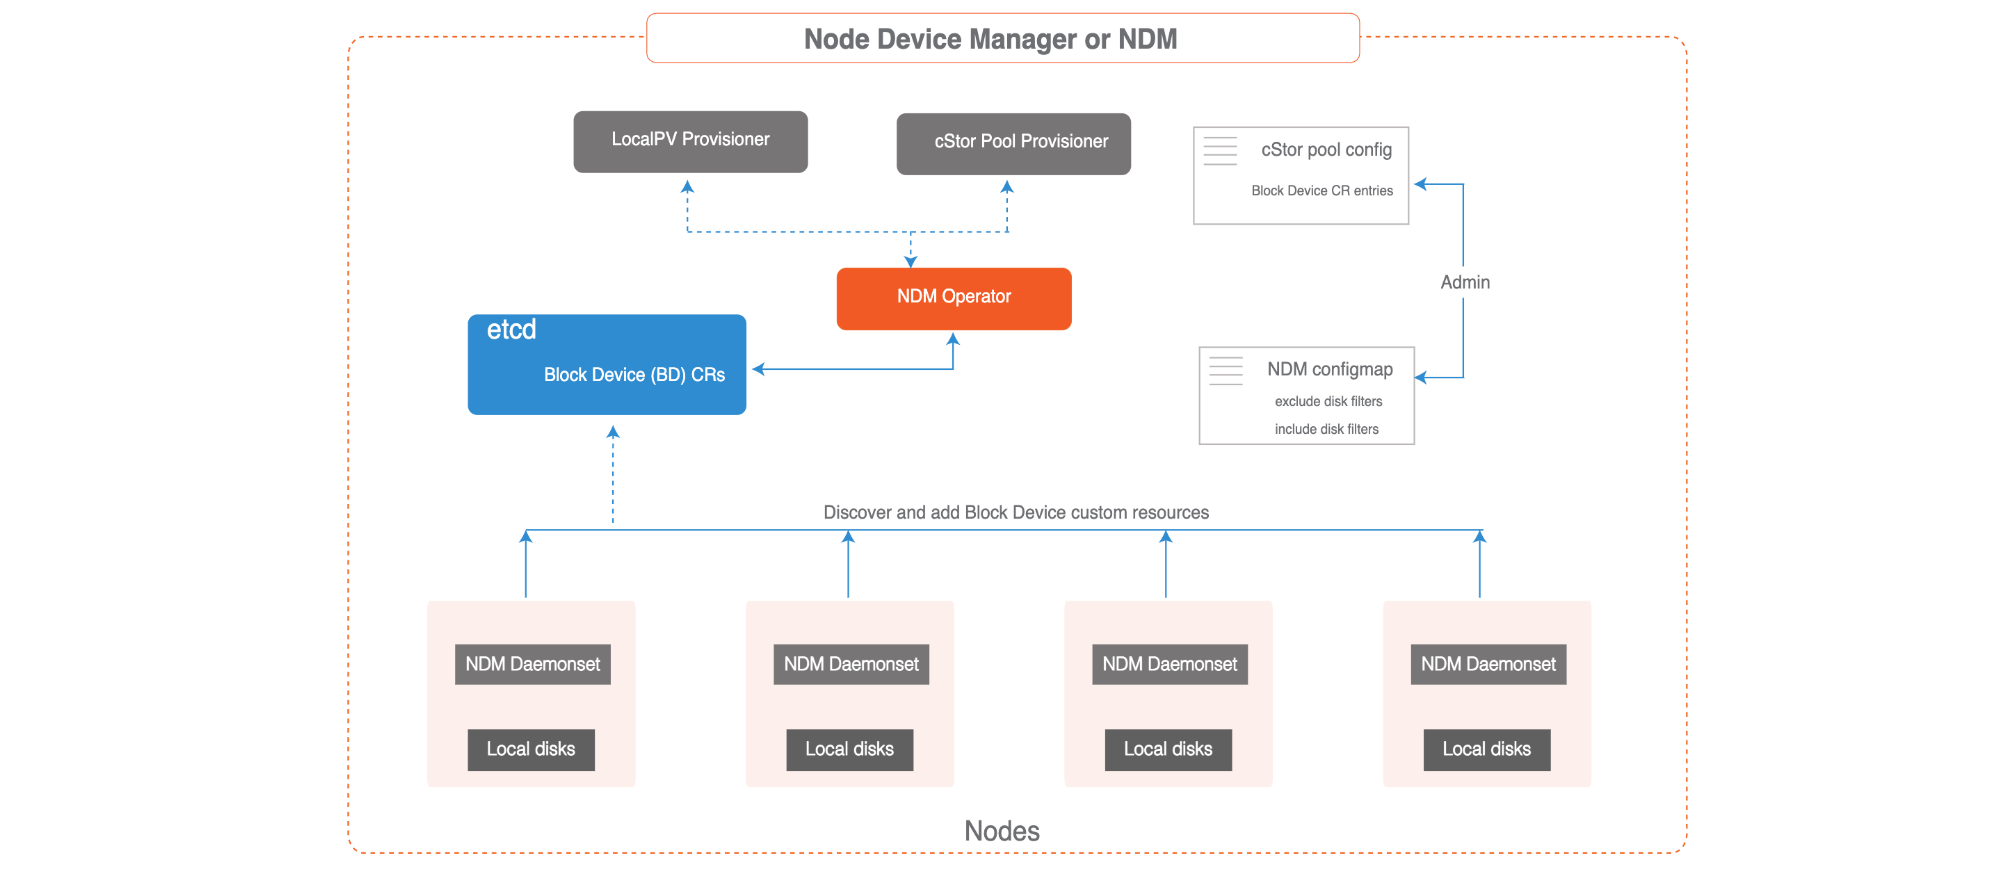 Node Device Manager or NDM
LocalPV Provisioner
cStor Pool Provisioner
cStor pool config
Block Device CR entries
Admin
NDM Operator
etcd
Block Device (BD) CRs
NDM configmap
exclude disk filters
include disk filters
Discover and add Block Device custom resources
NDM Daemonset
Local disks
NDM Daemonset
Local disks
NDM Daemonset
Local disks
NDM Daemonset
Local disks
Nodes